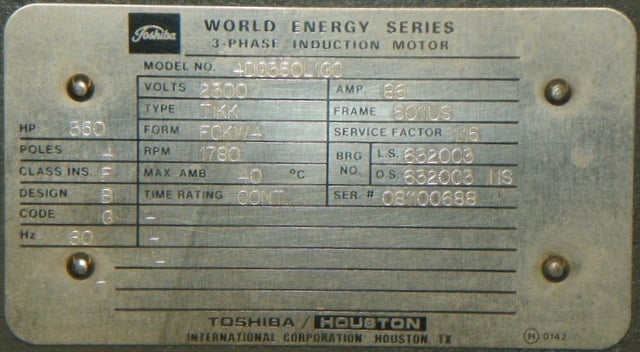 Toshiba
WORLD ENERGY SERIES
3-PHASE INDUCTION MOTOR
MODEL NO.
VOLTS 2300 AMP. 86
TYPE TIKK FRAME 5011US
HP 350 FORM FCKW4 SERVICE FACTOR 1.15
POLES 4 RPM 1780 BRG NO. L.S. 632003
CLASS INS. F MAX. AMB 40 °C O.S. 632003 NS
DESIGN B TIME RATING CONT. SER. # 08100688
CODE G -
Hz 60 -
-
-
TOSHIBA / HOUSTON
INTERNATIONAL CORPORATION HOUSTON, TX H 0142